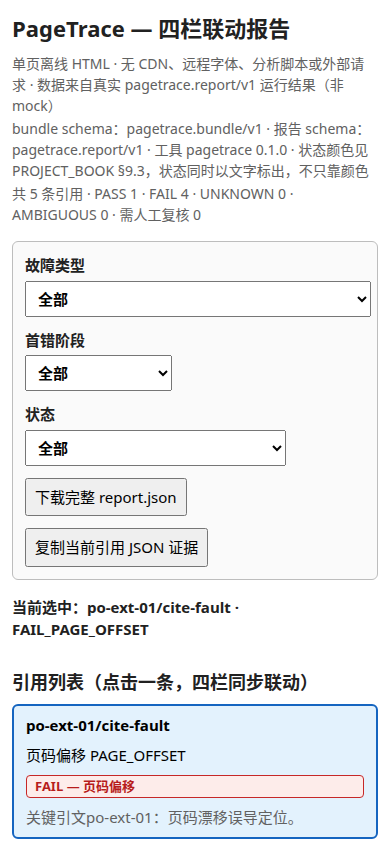 PageTrace — 四栏联动报告
单页离线 HTML · 无 CDN、远程字体、分析脚本或外部请
求 · 数据来自真实 pagetrace.report/v1 运行结果（非
mock）
bundle schema：pagetrace.bundle/v1 · 报告 schema：
pagetrace.report/v1 · 工具 pagetrace 0.1.0 · 状态颜色见
PROJECT_BOOK §9.3，状态同时以文字标出，不只靠颜色
共 5 条引用 · PASS 1 · FAIL 4 · UNKNOWN 0 ·
AMBIGUOUS 0 · 需人工复核 0
故障类型
全部
首错阶段
全部
状态
全部
下载完整 report.json
复制当前引用 JSON 证据
当前选中：po-ext-01/cite-fault ·
FAIL_PAGE_OFFSET
引用列表（点击一条，四栏同步联动）
po-ext-01/cite-fault
页码偏移 PAGE_OFFSET
FAIL — 页码偏移
关键引文po-ext-01：页码漂移误导定位。